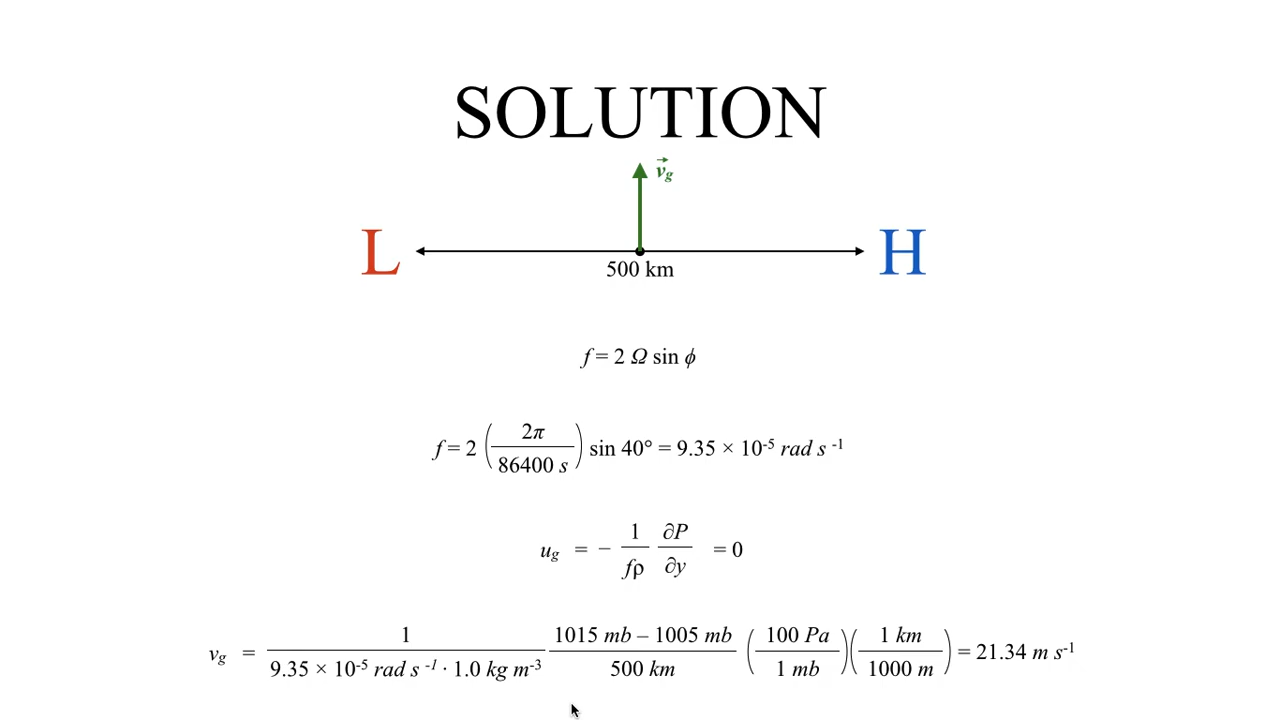 SOLUTION
v⃗g
L H
500 km
f = 2 Ω sin ϕ
f = 2 (2π / 86400 s) sin 40° = 9.35 × 10⁻⁵ rad s ⁻¹
ug = − 1/fρ ∂P/∂y = 0
vg = 1 / 9.35 × 10⁻⁵ rad s ⁻¹ · 1.0 kg m⁻³ 1015 mb – 1005 mb / 500 km (100 Pa / 1 mb)(1 km / 1000 m) = 21.34 m s⁻¹